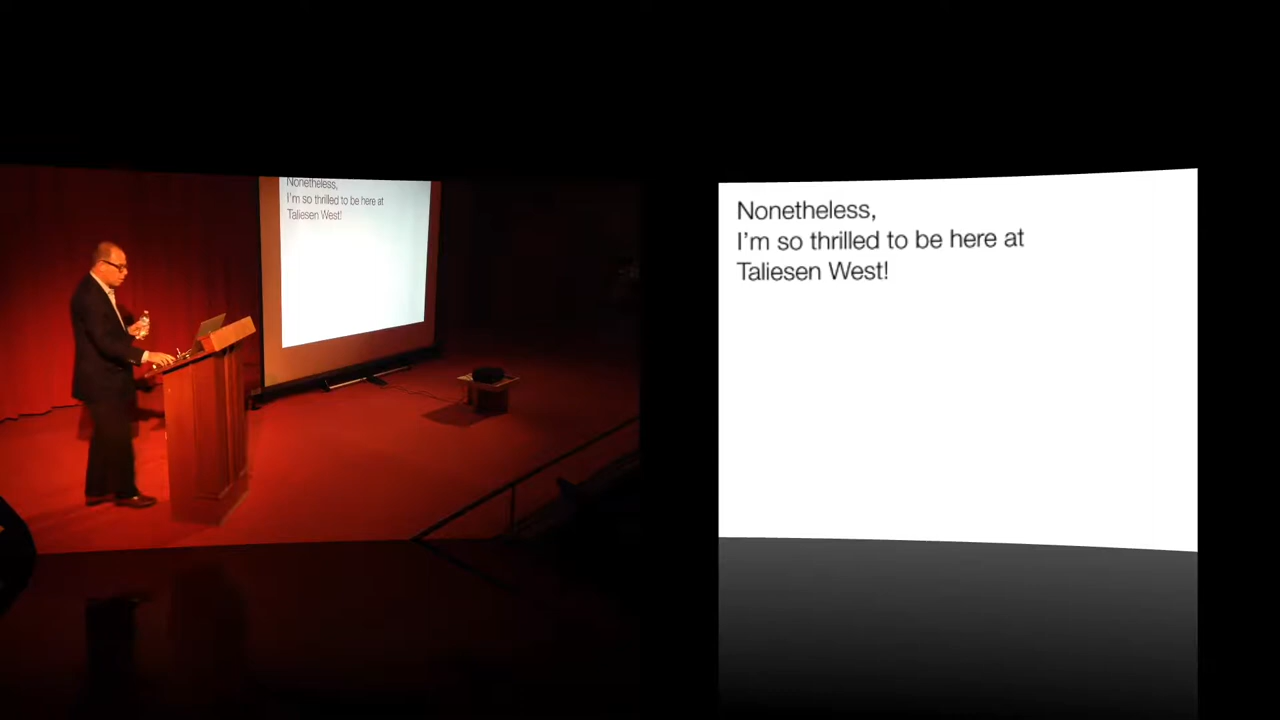 Nonetheless,
I'm so thrilled to be here at
Taliesen West!
Nonetheless,
I'm so thrilled to be here at
Taliesen West!